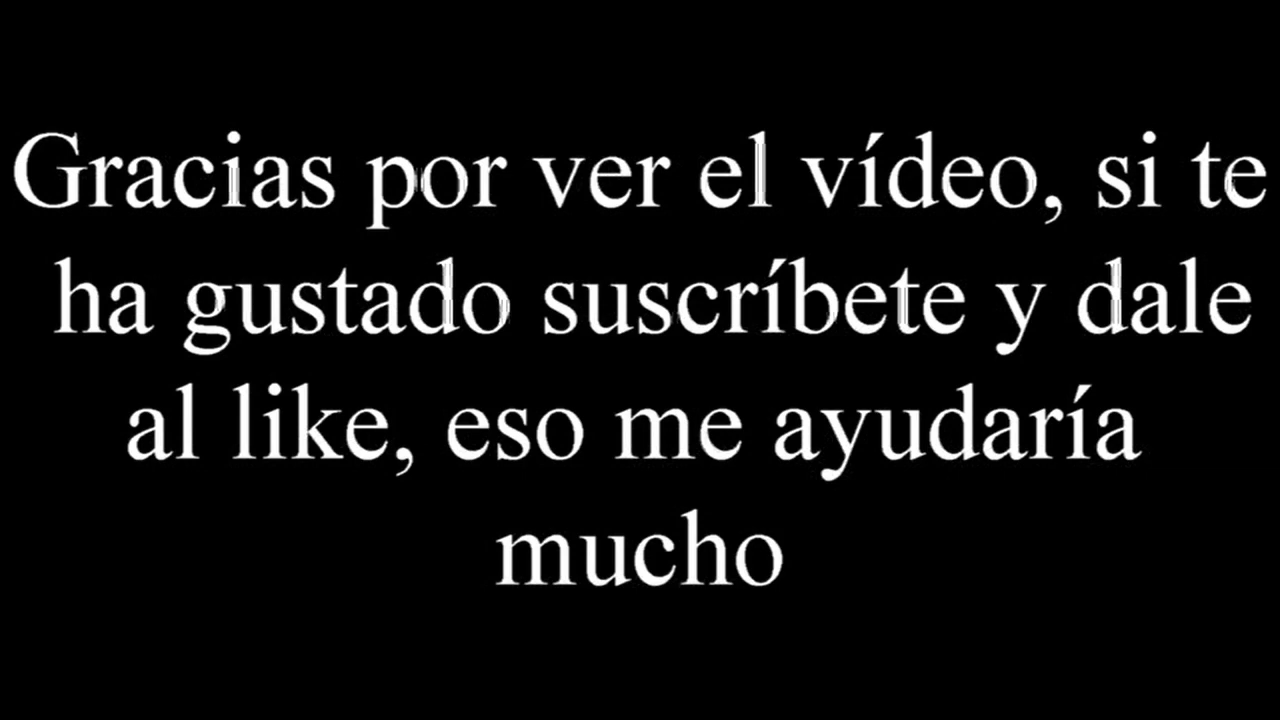 Gracias por ver el vídeo, si te
ha gustado suscríbete y dale
al like, eso me ayudaría
mucho